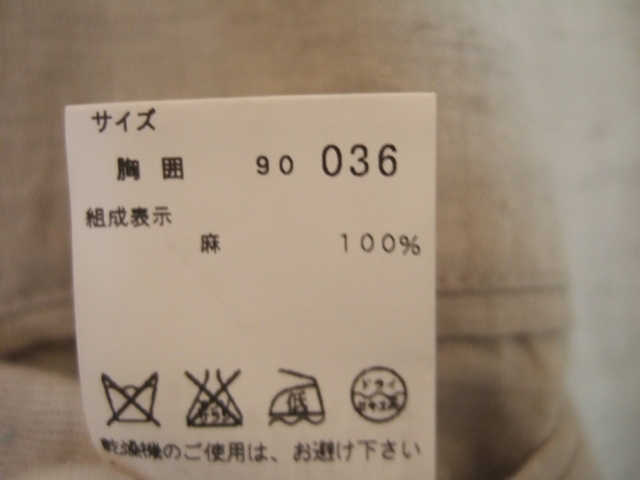 サイズ
胸囲 90 036
組成表示
麻 100%
低
ドライ
乾燥機のご使用は、お避け下さい